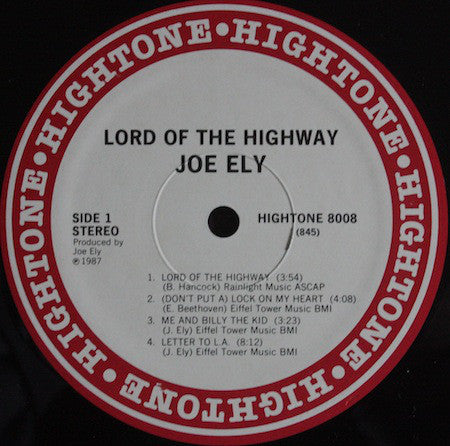 HIGHTONE • HIGHTONE • HIGHTONE • HIGHTONE • HIGHTONE • HIGHTONE •
LORD OF THE HIGHWAY
JOE ELY
SIDE 1
STEREO
Produced by
Joe Ely
℗1987
HIGHTONE 8008
(845)
1. LORD OF THE HIGHWAY (3:54)
(B. Hancock) Rainlight Music ASCAP
2. (DON'T PUT A) LOCK ON MY HEART (4:08)
(E. Beethoven) Eiffel Tower Music BMI
3. ME AND BILLY THE KID (3:23)
(J. Ely) Eiffel Tower Music BMI
4. LETTER TO L.A. (8:12)
(J. Ely) Eiffel Tower Music BMI